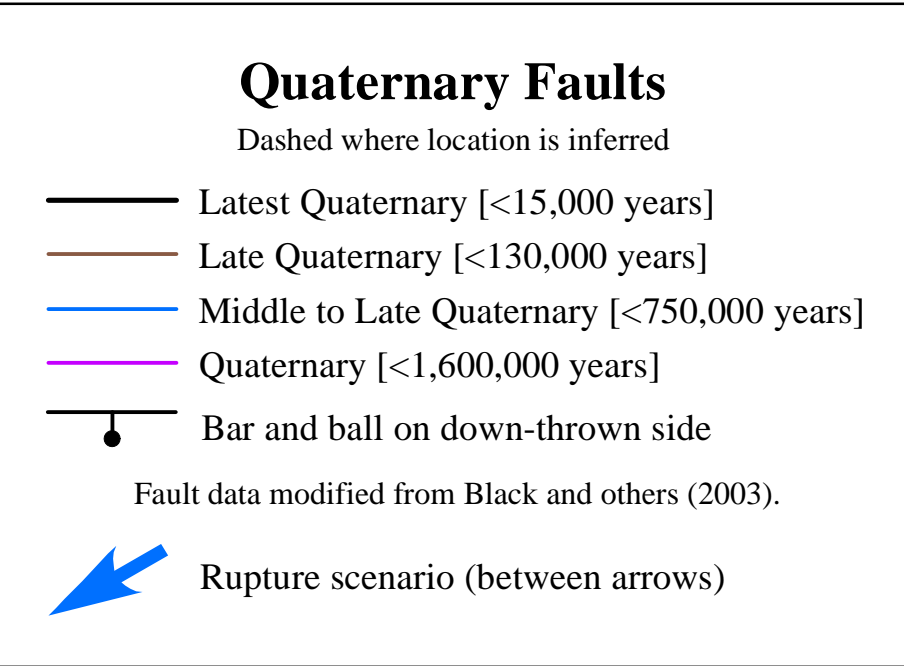 Quaternary Faults
Dashed where location is inferred
Latest Quaternary [<15,000 years]
Late Quaternary [<130,000 years]
Middle to Late Quaternary [<750,000 years]
Quaternary [<1,600,000 years]
Bar and ball on down-thrown side
Fault data modified from Black and others (2003).
Rupture scenario (between arrows)